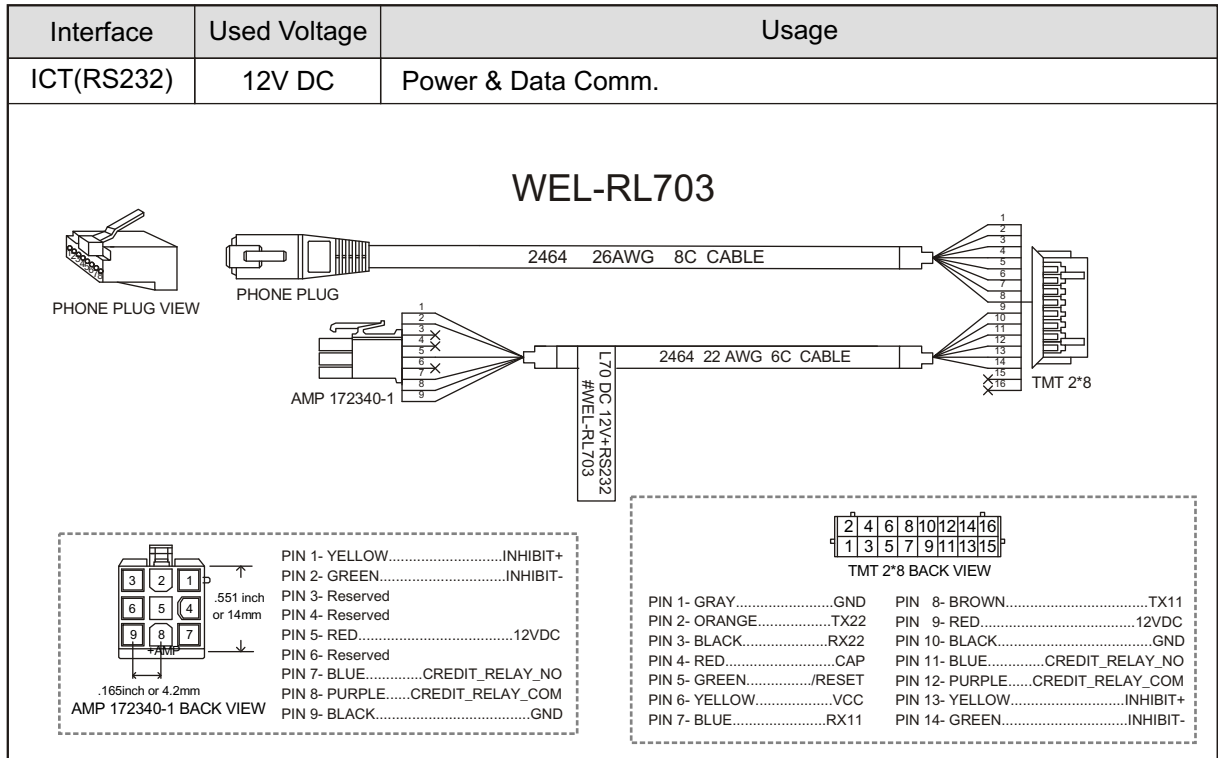 Interface Used Voltage Usage
ICT(RS232) 12V DC Power & Data Comm.
WEL-RL703
PHONE PLUG VIEW
PHONE PLUG
2464 26AWG 8C CABLE
1
2
3
4
5
6
7
8
9
10
11
12
13
14
15
16
TMT 2*8
1
2
3
4
5
6
7
8
9
AMP 172340-1
2464 22 AWG 6C CABLE
L70 DC 12V+RS232
#WEL-RL703
3 2 1
6 5 4
9 8 7
+AMP
.551 inch
or 14mm
.165inch or 4.2mm
AMP 172340-1 BACK VIEW
PIN 1- YELLOW.........................INHIBIT+
PIN 2- GREEN...........................INHIBIT-
PIN 3- Reserved
PIN 4- Reserved
PIN 5- RED.................................12VDC
PIN 6- Reserved
PIN 7- BLUE............CREDIT_RELAY_NO
PIN 8- PURPLE......CREDIT_RELAY_COM
PIN 9- BLACK.................................GND
2 4 6 8 10 12 14 16
1 3 5 7 9 11 13 15
TMT 2*8 BACK VIEW
PIN 1- GRAY.......................GND
PIN 2- ORANGE.................TX22
PIN 3- BLACK....................RX22
PIN 4- RED.........................CAP
PIN 5- GREEN................/RESET
PIN 6- YELLOW...................VCC
PIN 7- BLUE.......................RX11
PIN 8- BROWN..............................TX11
PIN 9- RED....................................12VDC
PIN 10- BLACK.................................GND
PIN 11- BLUE............CREDIT_RELAY_NO
PIN 12- PURPLE......CREDIT_RELAY_COM
PIN 13- YELLOW.........................INHIBIT+
PIN 14- GREEN...........................INHIBIT-